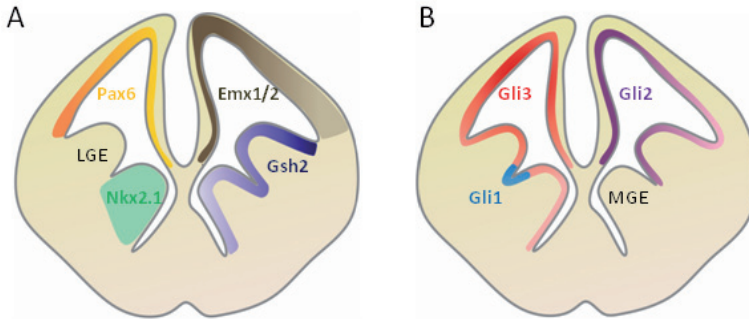 A
B
Pax6
Emx1/2
Gli3
Gli2
LGE
Gsh2
Nkx2.1
Gli1
MGE